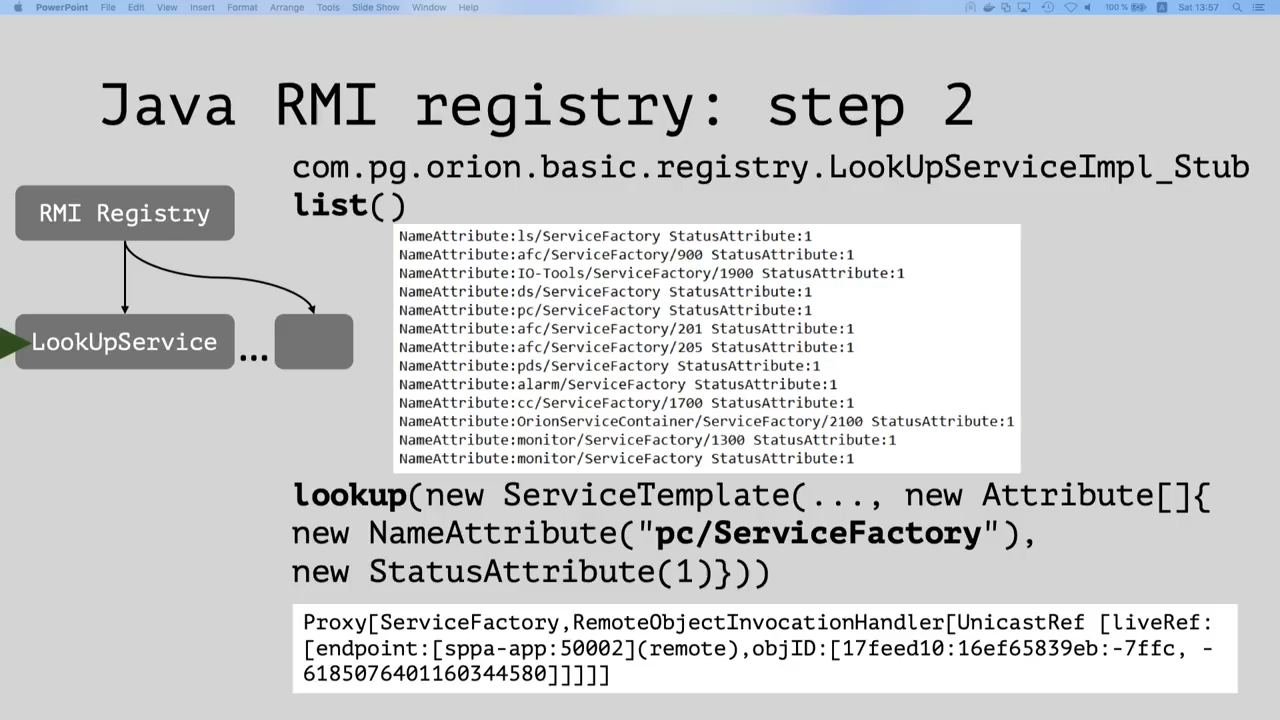 PowerPoint File Edit View Insert Format Arrange Tools Slide Show Window Help 100 % Sat 13:57
Java RMI registry: step 2
com.pg.orion.basic.registry.LookUpServiceImpl_Stub
list()
RMI Registry
LookUpService
...
NameAttribute:ls/ServiceFactory StatusAttribute:1
NameAttribute:afc/ServiceFactory/900 StatusAttribute:1
NameAttribute:IO-Tools/ServiceFactory/1900 StatusAttribute:1
NameAttribute:ds/ServiceFactory StatusAttribute:1
NameAttribute:pc/ServiceFactory StatusAttribute:1
NameAttribute:afc/ServiceFactory/201 StatusAttribute:1
NameAttribute:afc/ServiceFactory/205 StatusAttribute:1
NameAttribute:pds/ServiceFactory StatusAttribute:1
NameAttribute:alarm/ServiceFactory StatusAttribute:1
NameAttribute:cc/ServiceFactory/1700 StatusAttribute:1
NameAttribute:OrionServiceContainer/ServiceFactory/2100 StatusAttribute:1
NameAttribute:monitor/ServiceFactory/1300 StatusAttribute:1
NameAttribute:monitor/ServiceFactory StatusAttribute:1
lookup(new ServiceTemplate(..., new Attribute[]{
new NameAttribute("pc/ServiceFactory"),
new StatusAttribute(1)}))
Proxy[ServiceFactory,RemoteObjectInvocationHandler[UnicastRef [liveRef:
[endpoint:[sppa-app:50002](remote),objID:[17feed10:16ef65839eb:-7ffc, -
6185076401160344580]]]]]